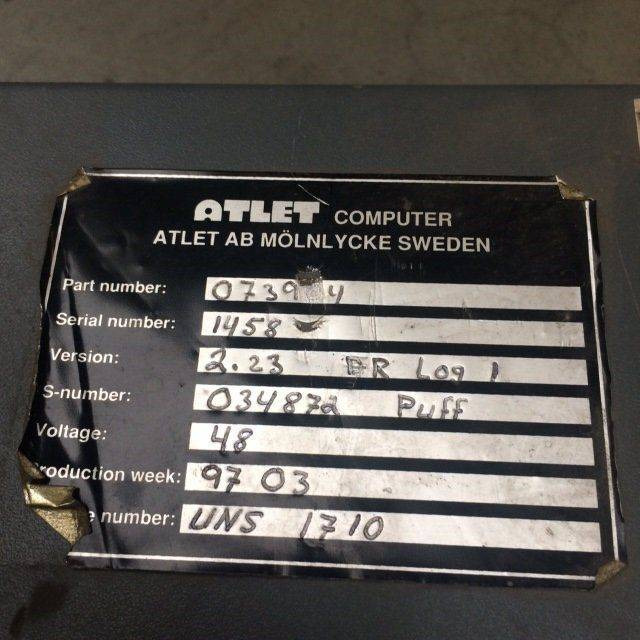 ATLET COMPUTER
ATLET AB MÖLNLYCKE SWEDEN
Part number:
Serial number: 1458
Version: 2.23 ER Log 1
S-number: 034872 Puff
Voltage: 48
roduction week: 97 03
e number: UNS 1710